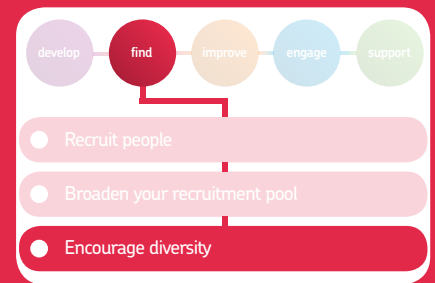 develop find improve engage support
Recruit people
Broaden your recruitment pool
Encourage diversity